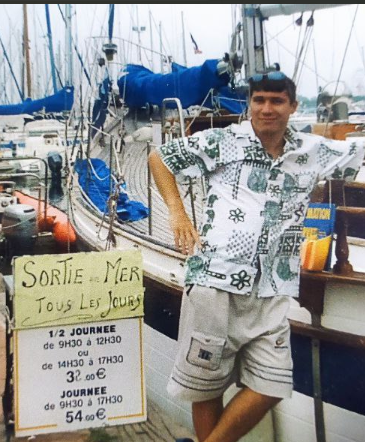 SORTIE en MER
TOUS LES JOURS
1/2 JOURNEE
de 9H30 à 12H30
ou
de 14H30 à 17H30
32.00€
JOURNEE
de 9H30 à 17H30
54.00€